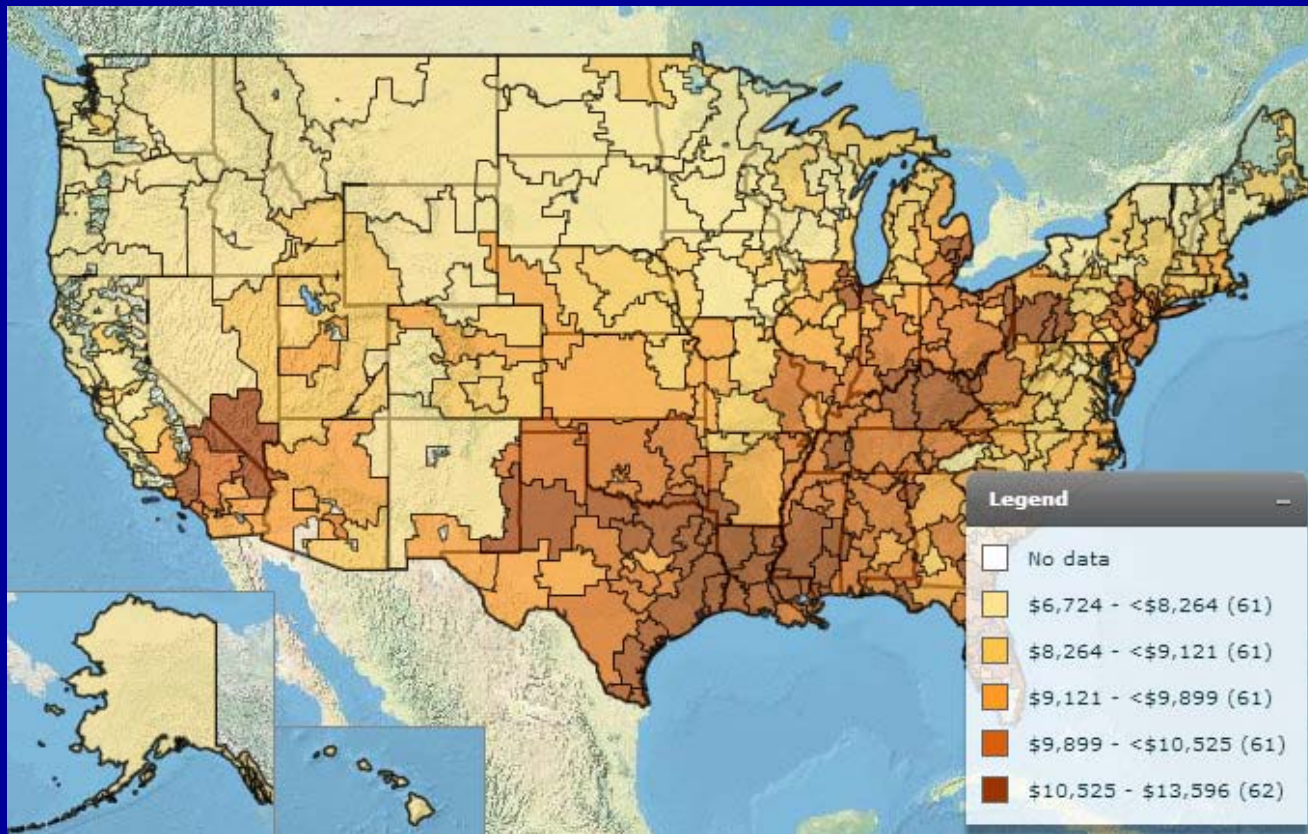 Legend
No data
$6,724 - <$8,264 (61)
$8,264 - <$9,121 (61)
$9,121 - <$9,899 (61)
$9,899 - <$10,525 (61)
$10,525 - $13,596 (62)